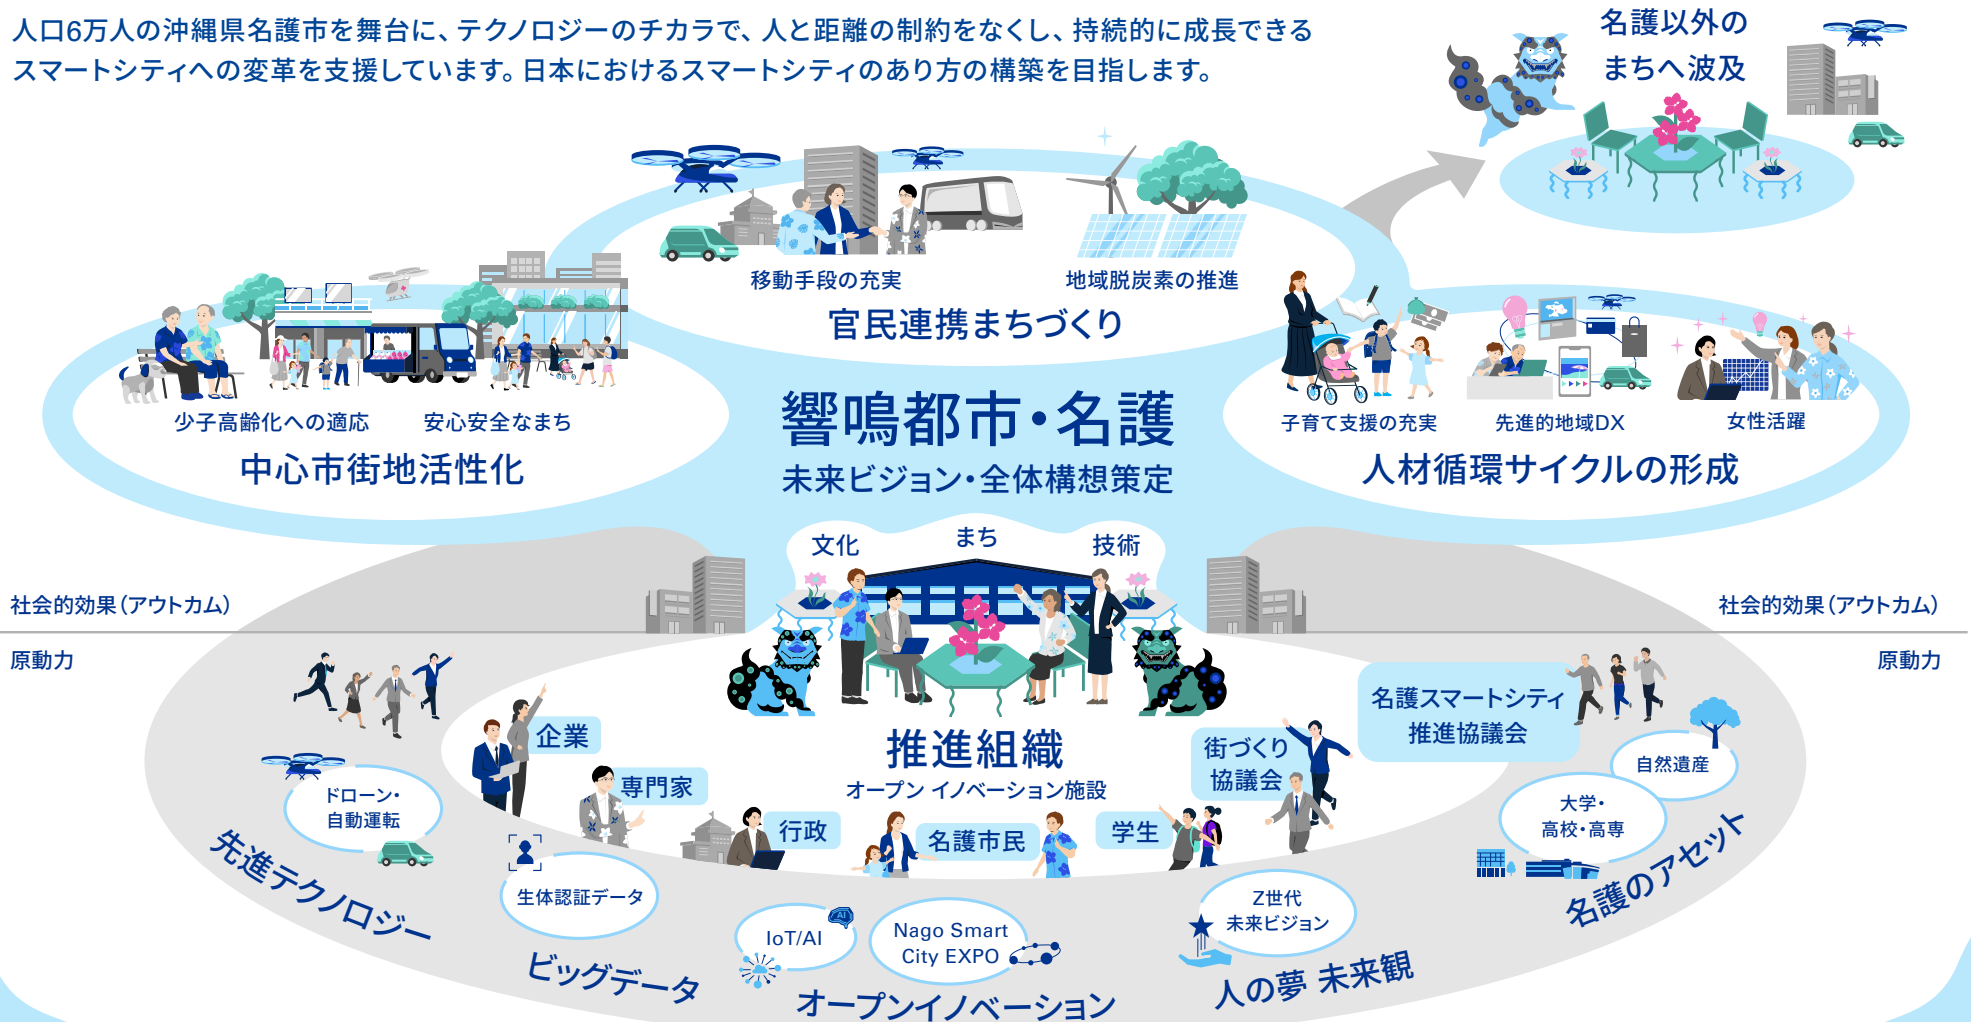 人口6万人の沖縄県名護市を舞台に、テクノロジーのチカラで、人と距離の制約をなくし、持続的に成長できる
スマートシティへの変革を支援しています。日本におけるスマートシティのあり方の構築を目指します。
名護以外の
まちへ波及
移動手段の充実
地域脱炭素の推進
官民連携まちづくり
少子高齢化への適応
安心安全なまち
中心市街地活性化
響鳴都市・名護
未来ビジョン・全体構想策定
子育て支援の充実
先進的地域DX
女性活躍
人材循環サイクルの形成
文化
まち
技術
社会的効果(アウトカム)
社会的効果(アウトカム)
原動力
原動力
推進組織
オープン イノベーション施設
企業
専門家
行政
名護市民
学生
街づくり
協議会
名護スマートシティ
推進協議会
ドローン・
自動運転
先進テクノロジー
生体認証データ
ビッグデータ
IoT/AI
AI
Nago Smart
City EXPO
オープンイノベーション
Z世代
未来ビジョン
人の夢 未来観
自然遺産
大学・
高校・高専
名護のアセット